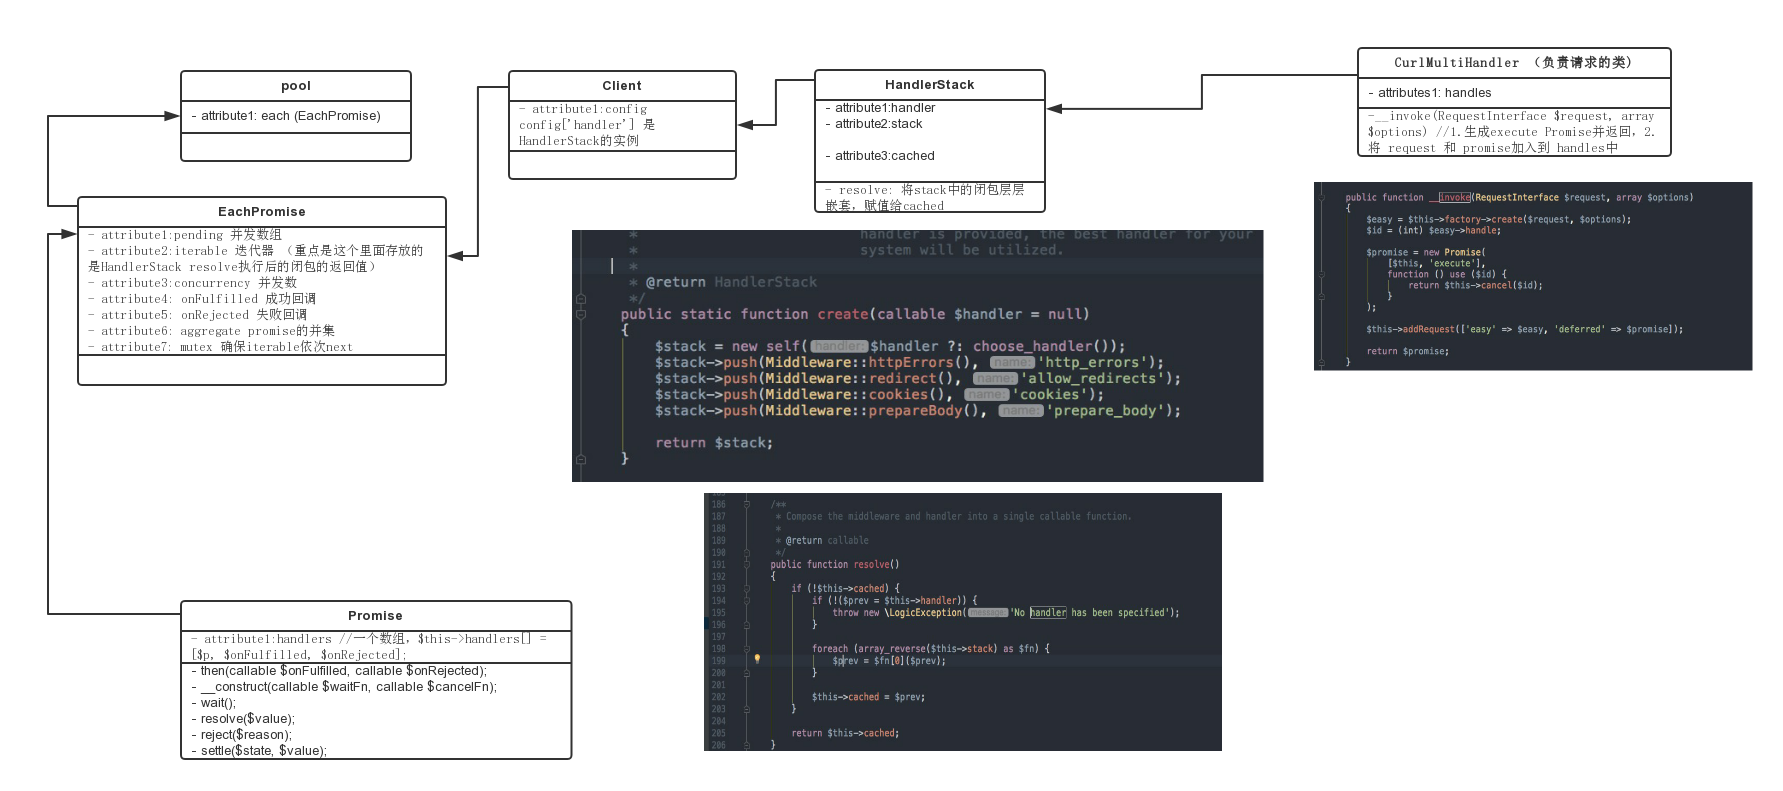 pool
- attribute1: each (EachPromise)
EachPromise
- attribute1:pending 并发数组
- attribute2:iterable 迭代器 （重点是这个里面存放的
是HandlerStack resolve执行后的闭包的返回值）
- attribute3:concurrency 并发数
- attribute4: onFulfilled 成功回调
- attribute5: onRejected 失败回调
- attribute6: aggregate promise的并集
- attribute7: mutex 确保iterable依次next
Client
- attribute1:config
config['handler'] 是
HandlerStack的实例
HandlerStack
- attribute1:handler
- attribute2:stack
- attribute3:cached
- resolve: 将stack中的闭包层层
嵌套，赋值给cached
CurlMultiHandler （负责请求的类）
- attributes1: handles
-__invoke(RequestInterface $request, array
$options) //1.生成execute Promise并返回，2.
将 request 和 promise加入到 handles中
public function __invoke(RequestInterface $request, array $options)
{
$easy = $this->factory->create($request, $options);
$id = (int) $easy->handle;
$promise = new Promise(
[$this, 'execute'],
function () use ($id) {
return $this->cancel($id);
}
);
$this->addRequest(['easy' => $easy, 'deferred' => $promise]);
return $promise;
}
* handler is provided, the best handler for your
* system will be utilized.
*
* @return HandlerStack
*/
public static function create(callable $handler = null)
{
$stack = new self( handler: $handler ?: choose_handler());
$stack->push(Middleware::httpErrors(), name: 'http_errors');
$stack->push(Middleware::redirect(), name: 'allow_redirects');
$stack->push(Middleware::cookies(), name: 'cookies');
$stack->push(Middleware::prepareBody(), name: 'prepare_body');
return $stack;
}
186 /**
187 * Compose the middleware and handler into a single callable function.
188 *
189 * @return callable
190 */
191 public function resolve()
192 {
193 if (!$this->cached) {
194 if (!($prev = $this->handler)) {
195 throw new \LogicException( message: 'No handler has been specified');
196 }
197
198 foreach (array_reverse($this->stack) as $fn) {
199 $prev = $fn[0]($prev);
200 }
201
202 $this->cached = $prev;
203 }
204
205 return $this->cached;
206 }
Promise
- attribute1:handlers //一个数组，$this->handlers[] =
[$p, $onFulfilled, $onRejected];
- then(callable $onFulfilled, callable $onRejected);
- __construct(callable $waitFn, callable $cancelFn);
- wait();
- resolve($value);
- reject($reason);
- settle($state, $value);